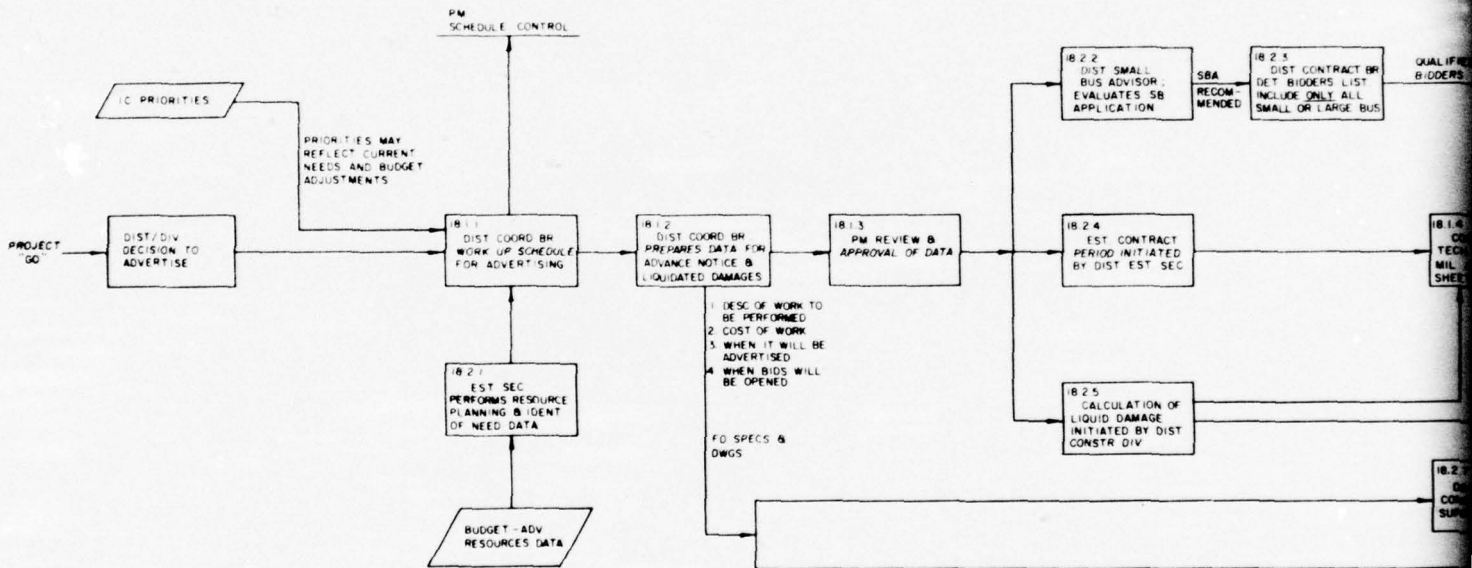 PM
SCHEDULE CONTROL
IC PRIORITIES
PRIORITIES MAY
REFLECT CURRENT
NEEDS AND BUDGET
ADJUSTMENTS
PROJECT
"GO"
DIST/DIV
DECISION TO
ADVERTISE
18.1.1
DIST COORD BR
WORK UP SCHEDULE
FOR ADVERTISING
18.2.1
EST SEC
PERFORMS RESOURCE
PLANNING & IDENT
OF NEED DATA
BUDGET-ADV
RESOURCES DATA
18.1.2
DIST COORD BR
PREPARES DATA FOR
ADVANCE NOTICE &
LIQUIDATED DAMAGES
1. DESC OF WORK TO
BE PERFORMED
2. COST OF WORK
3. WHEN IT WILL BE
ADVERTISED
4. WHEN BIDS WILL
BE OPENED
FD SPECS &
DWGS
18.1.3
PM REVIEW &
APPROVAL OF DATA
18.2.2
DIST SMALL
BUS ADVISOR;
EVALUATES SB
APPLICATION
SBA
RECOM-
MENDED
18.2.3
DIST CONTRACT BR
DET BIDDERS LIST
INCLUDE ONLY ALL
SMALL OR LARGE BUS
BIDDERS
18.2.4
EST CONTRACT
PERIOD INITIATED
BY DIST EST SEC
18.2.5
CALCULATION OF
LIQUID DAMAGE
INITIATED BY DIST
CONSTR DIV
18.1.4
TECH
MIL